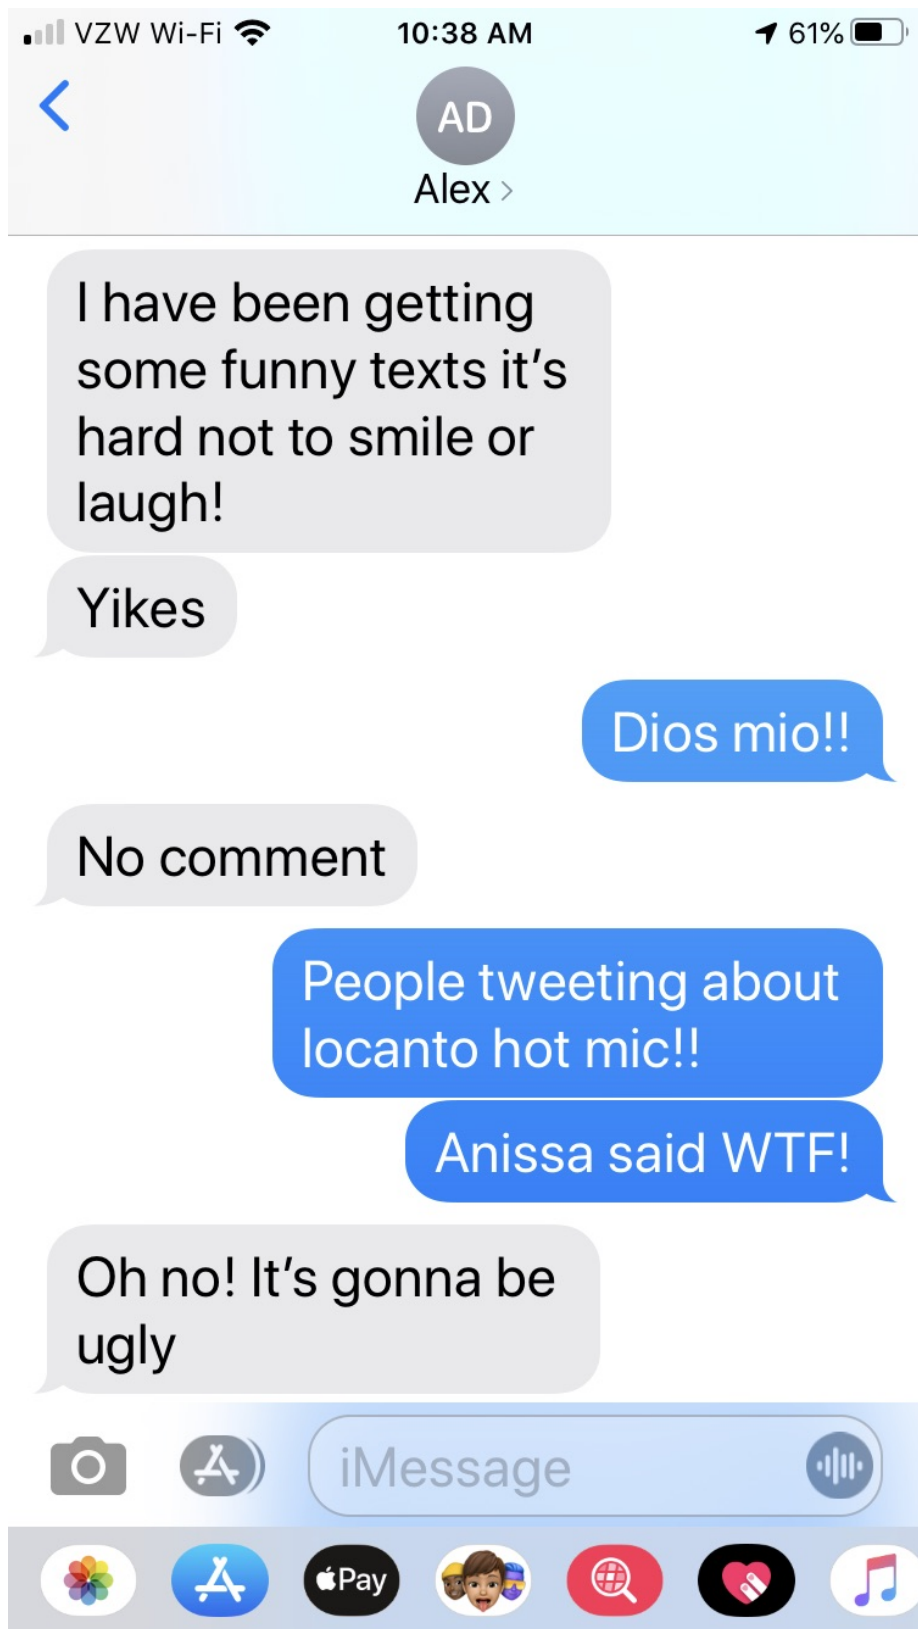 VZW Wi-Fi 10:38 AM 61%
AD
Alex
I have been getting
some funny texts it's
hard not to smile or
laugh!
Yikes
Dios mio!!
No comment
People tweeting about
locanto hot mic!!
Anissa said WTF!
Oh no! It's gonna be
ugly
iMessage
Pay